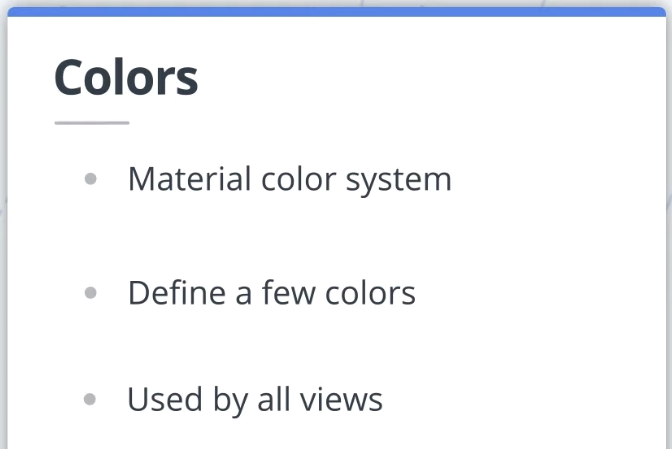 Colors
Material color system
Define a few colors
Used by all views